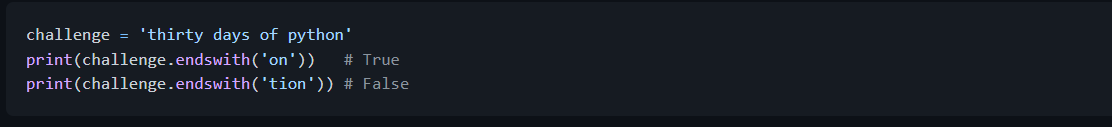 challenge = 'thirty days of python'
print(challenge.endswith('on'))   # True
print(challenge.endswith('tion')) # False